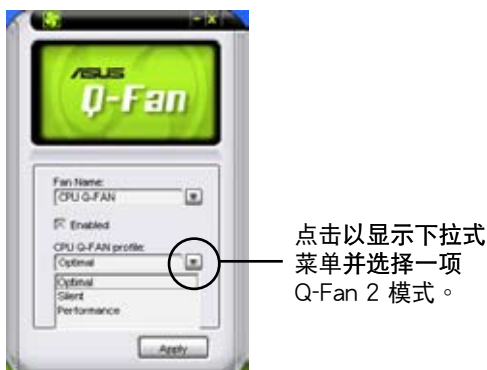 ASUS
Q-Fan
Fan Name:
CPU Q-FAN
Enabled
CPU Q-FAN profile:
Optimal
Optimal
Silent
Performance
Apply
点击以显示下拉式
菜单并选择一项
Q-Fan 2 模式。